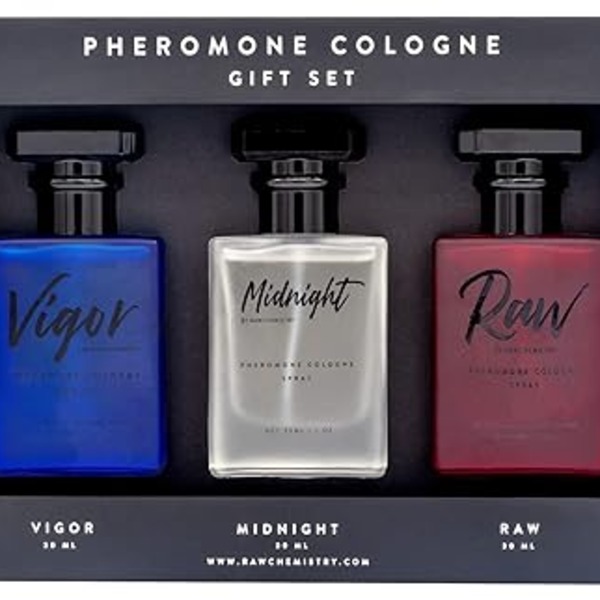 PHEROMONE COLOGNE
GIFT SET
Vigor
Midnight
PHEROMONE COLOGNE
SPRAY
Raw
PHEROMONE COLOGNE
SPRAY
VIGOR
30 ML
MIDNIGHT
30 ML
RAW
30 ML
WWW.RAWCHEMISTRY.COM